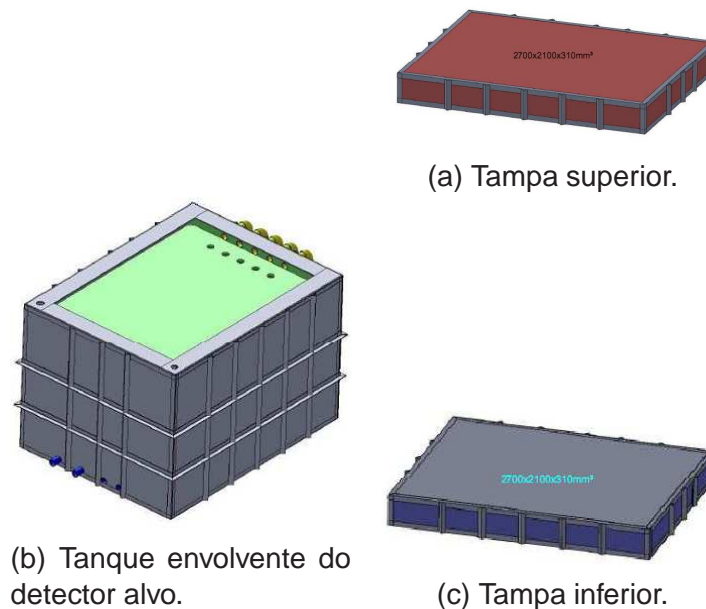 2700x2100x310mm³
(a) Tampa superior.
(b) Tanque envolvente do
detector alvo.
2700x2100x310mm³
(c) Tampa inferior.